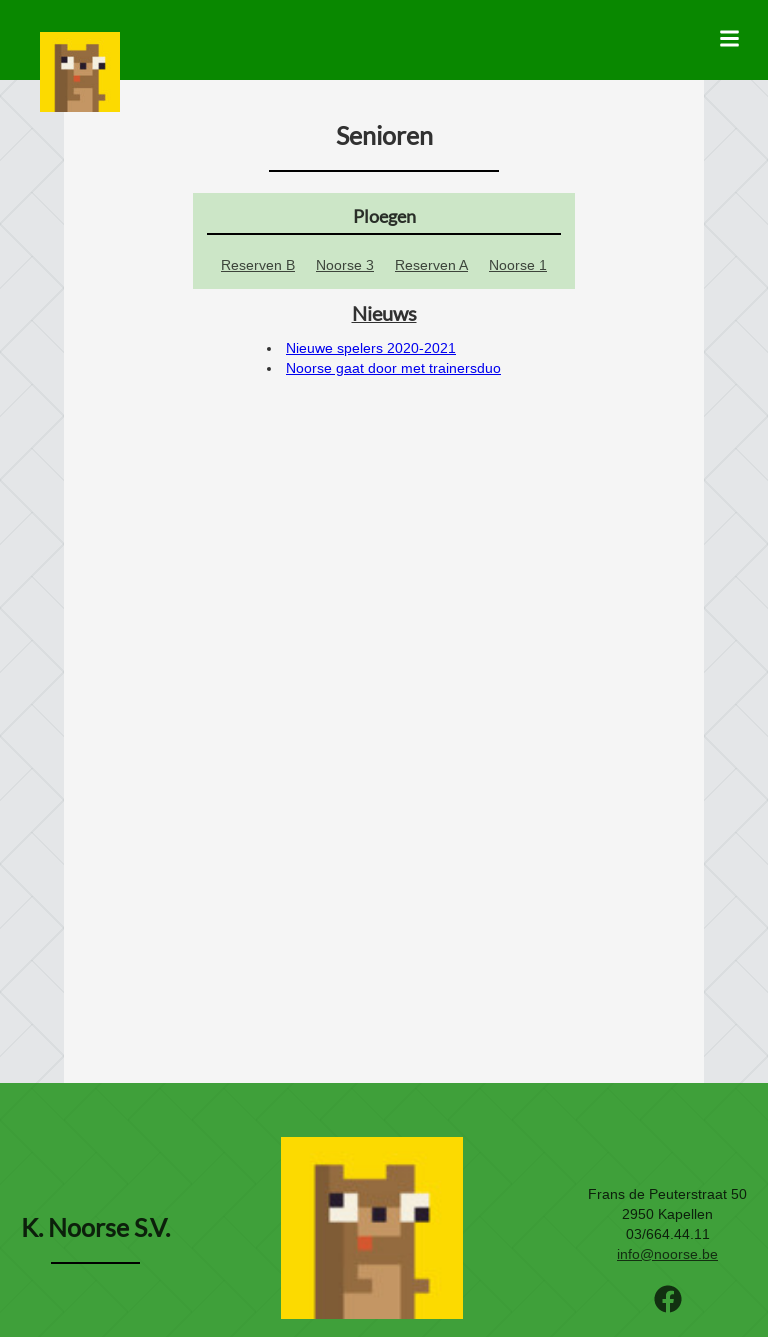 Senioren
Ploegen
Reserven B Noorse 3 Reserven A Noorse 1
Nieuws
Nieuwe spelers 2020-2021
Noorse gaat door met trainersduo
K. Noorse S.V.
Frans de Peuterstraat 50
2950 Kapellen
03/664.44.11
info@noorse.be